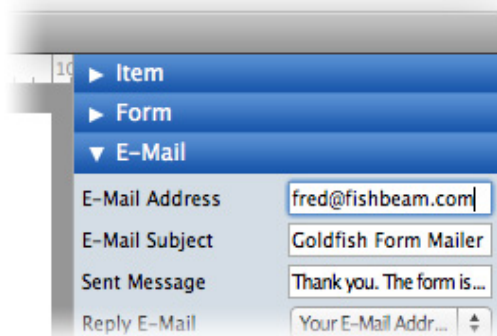 10
Item
Form
E-Mail
E-Mail Address fred@fishbeam.com
E-Mail Subject Goldfish Form Mailer
Sent Message Thank you. The form is...
Reply E-Mail Your E-Mail Addr...